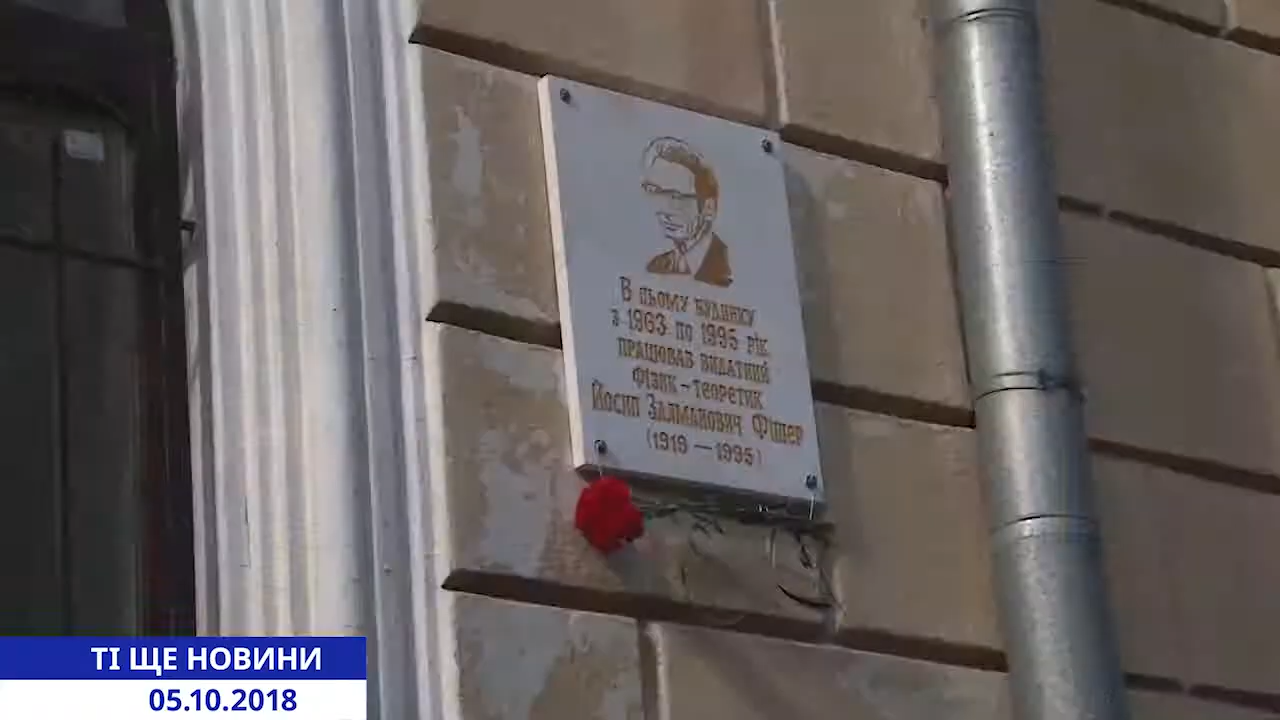 В цьому будинку
з 1963 по 1995 рік
працював видатний
фізик-теоретик
Йосип Залманович Фішер
(1919 — 1995)
ТІ ЩЕ НОВИНИ
05.10.2018